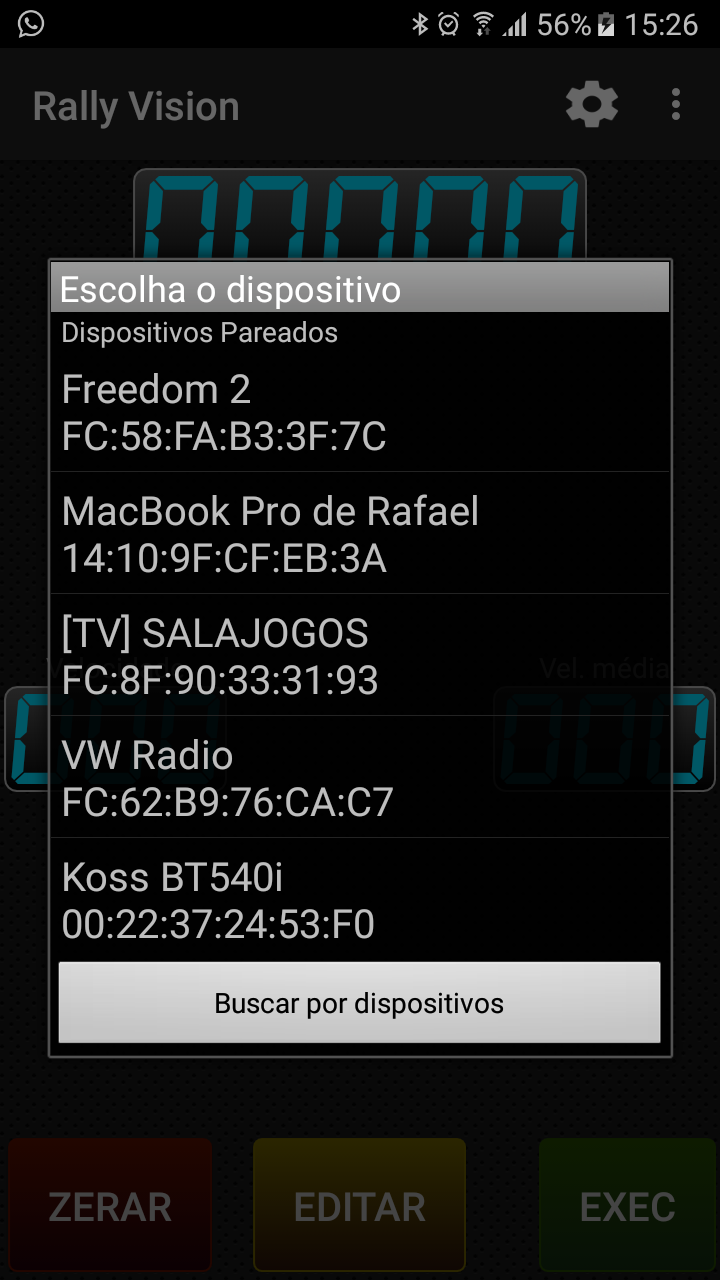 56% 15:26
Rally Vision
00000
Escolha o dispositivo
Dispositivos Pareados
Freedom 2
FC:58:FA:B3:3F:7C
MacBook Pro de Rafael
14:10:9F:CF:EB:3A
[TV] SALAJOGOS
FC:8F:90:33:31:93
Vel. média
VW Radio
FC:62:B9:76:CA:C7
Koss BT540i
00:22:37:24:53:F0
Buscar por dispositivos
ZERAR EDITAR EXEC